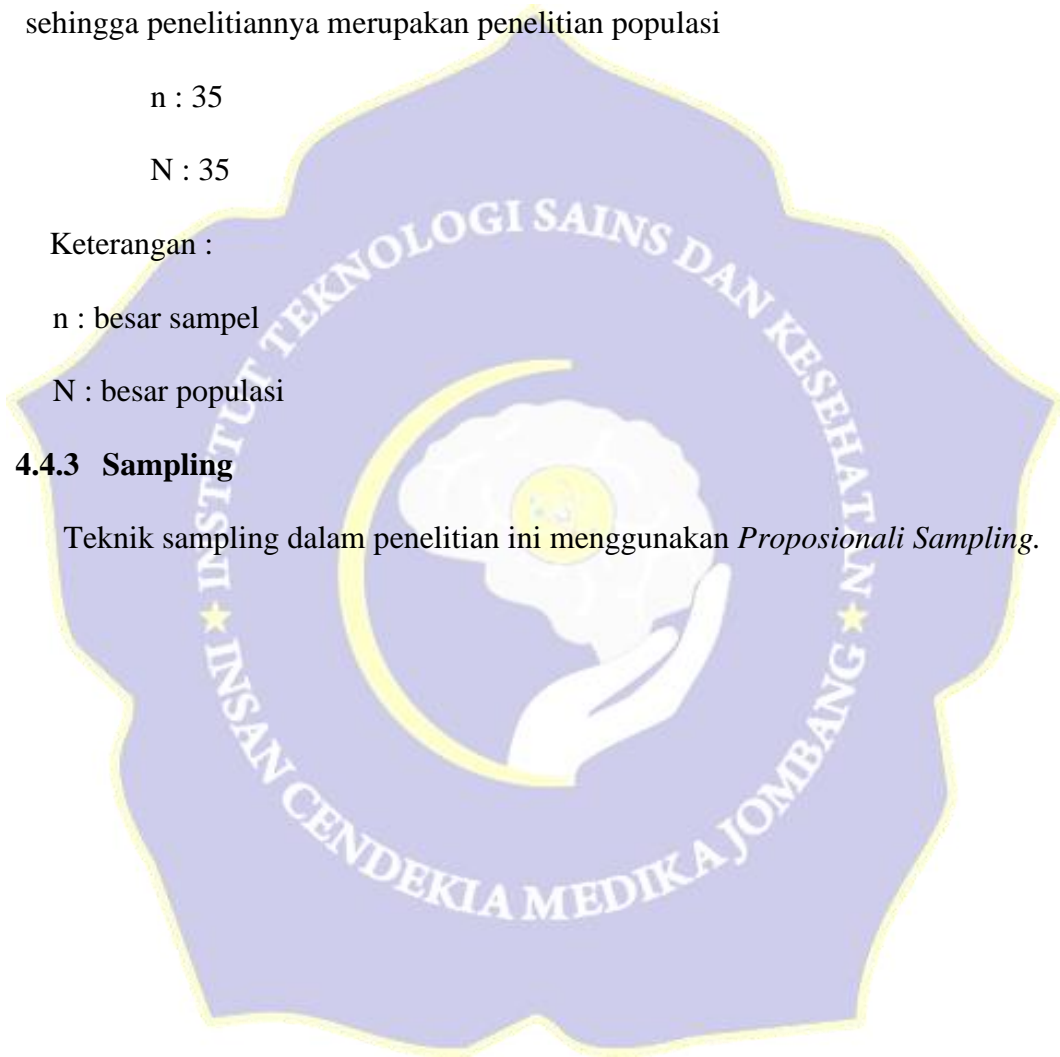 sehingga penelitiannya merupakan penelitian populasi
n : 35
N : 35
Keterangan :
n : besar sampel
N : besar populasi
4.4.3 Sampling
Teknik sampling dalam penelitian ini menggunakan Proposionali Sampling.
INSTITUT TEKNOLOGI SAINS DAN KESEHATAN
INSAN CENDEKIA MEDIKA JOMBANG